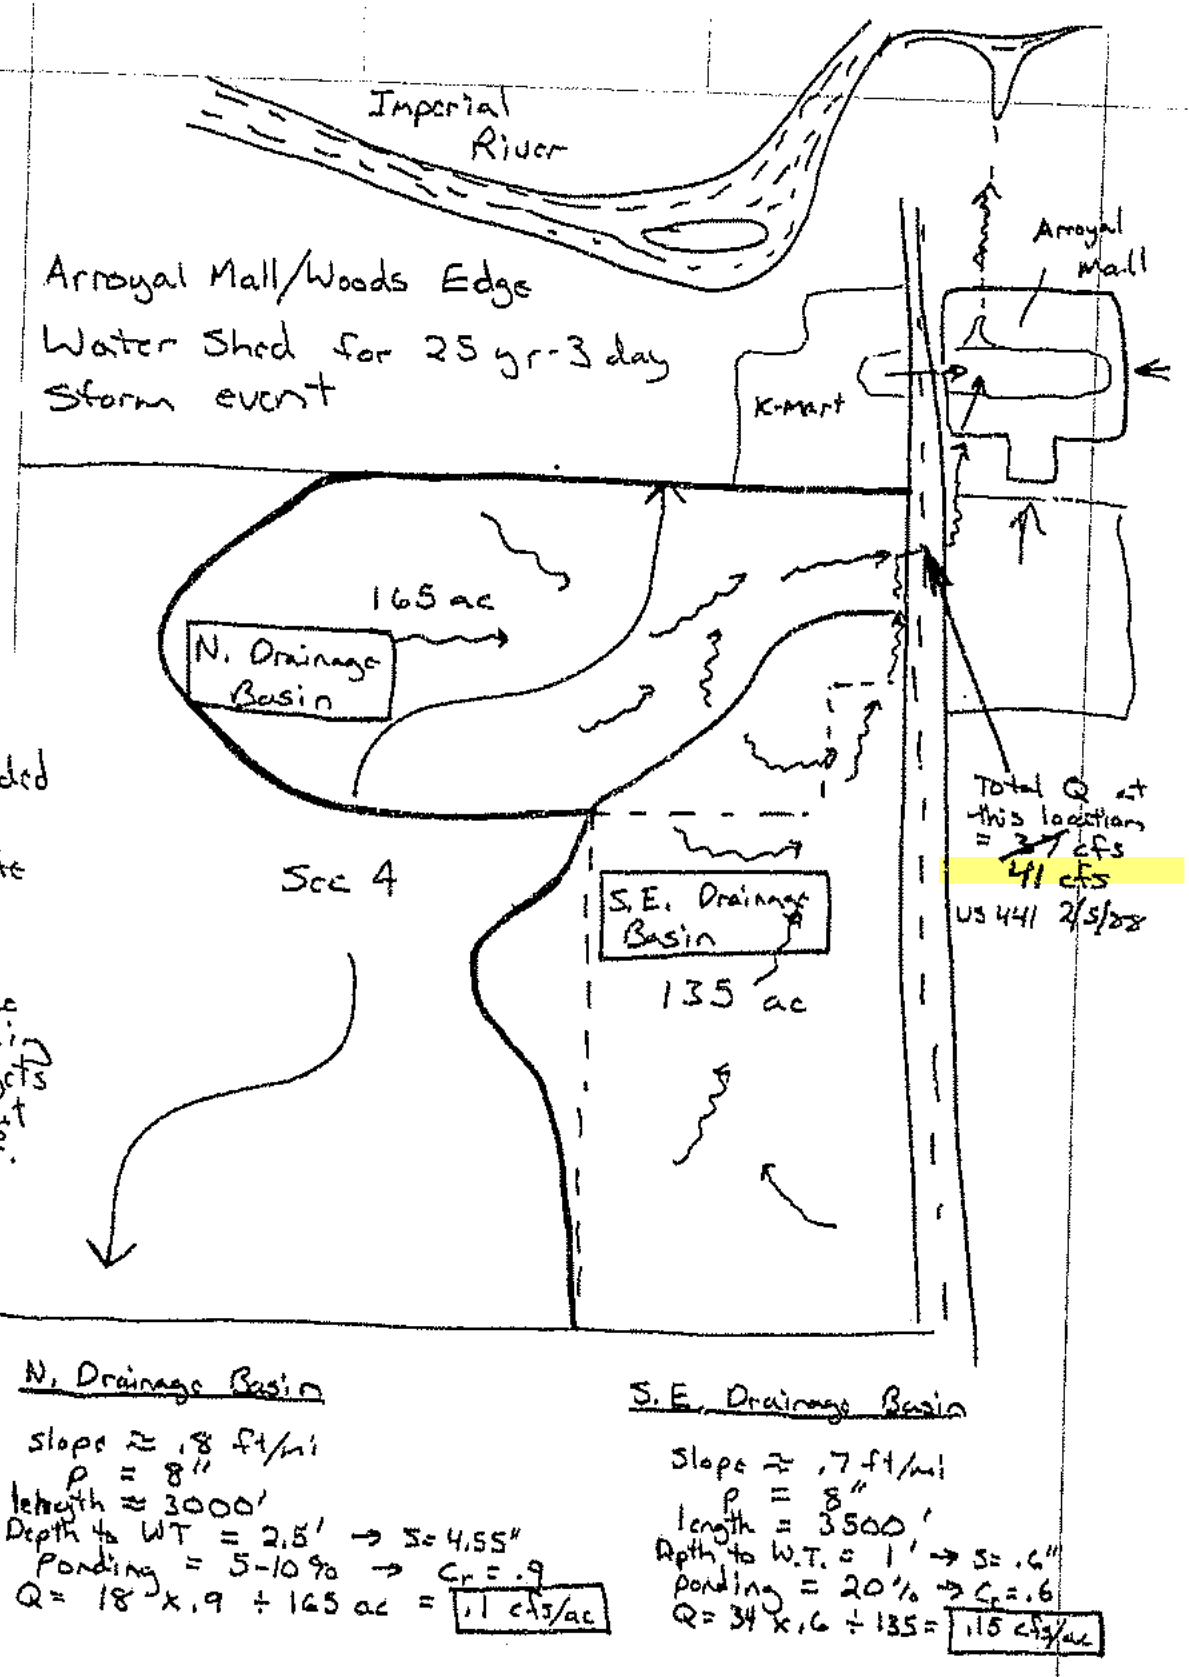 Imperial
River
Arroyal
Mall
Arroyal Mall/Woods Edge
Water Shed for 25 yr-3 day
Storm event
K-Mart
165 ac
N. Drainage
Basin
ded
Total Q at
this location
= 37 cfs
41 cfs
US 441 2/5/88
Sec 4
S.E. Drainage
Basin
135 ac
N. Drainage Basin
Slope ≈ .8 ft/mi
P = 8"
length ≈ 3000'
Depth to WT = 2.5' → S= 4.55"
Ponding = 5-10% → Cr = .9
Q= 18 x .9 ÷ 165 ac = .1 cfs/ac
S.E. Drainage Basin
Slope ≈ .7 ft/mi
P = 8"
length = 3500'
Dpth to W.T. = 1' → S= .6"
ponding = 20% → Cr = .6
Q= 34 x .6 ÷ 135 = .15 cfs/ac